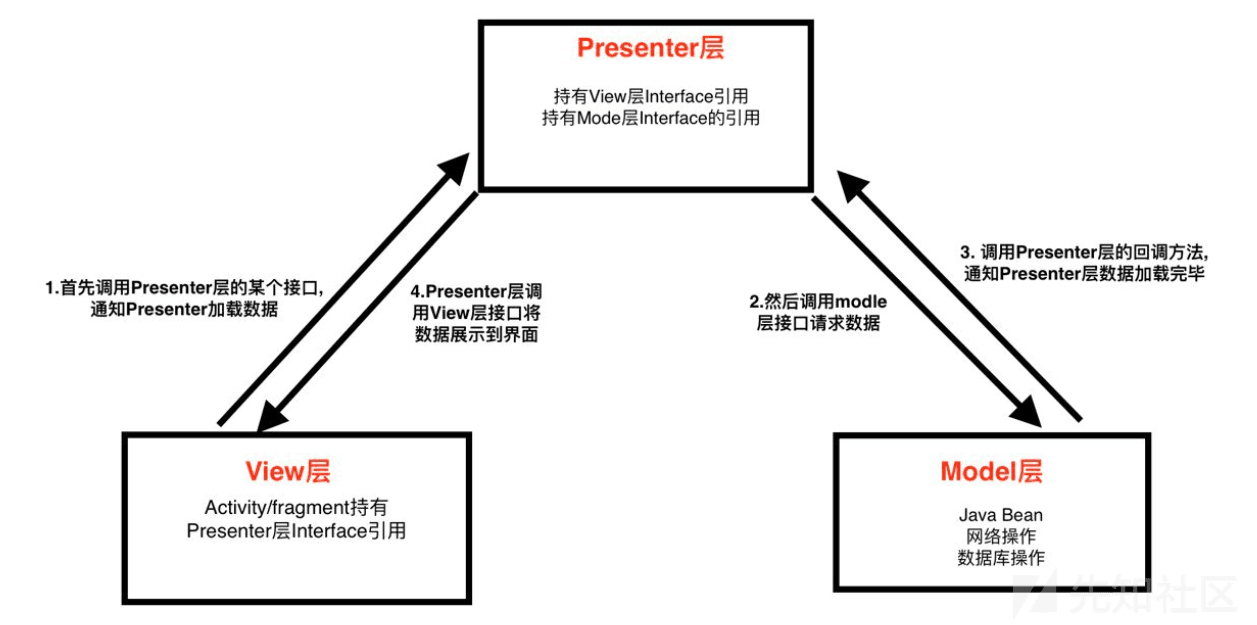 Presenter层
持有View层Interface引用
持有Mode层Interface的引用
1.首先调用Presenter层的某个接口,
通知Presenter加载数据
4.Presenter层调
用View层接口将
数据展示到界面
2.然后调用modle
层接口请求数据
3. 调用Presenter层的回调方法,
通知Presenter层数据加载完毕
View层
Activity/fragment持有
Presenter层Interface引用
Model层
Java Bean
网络操作
数据库操作
先知社区